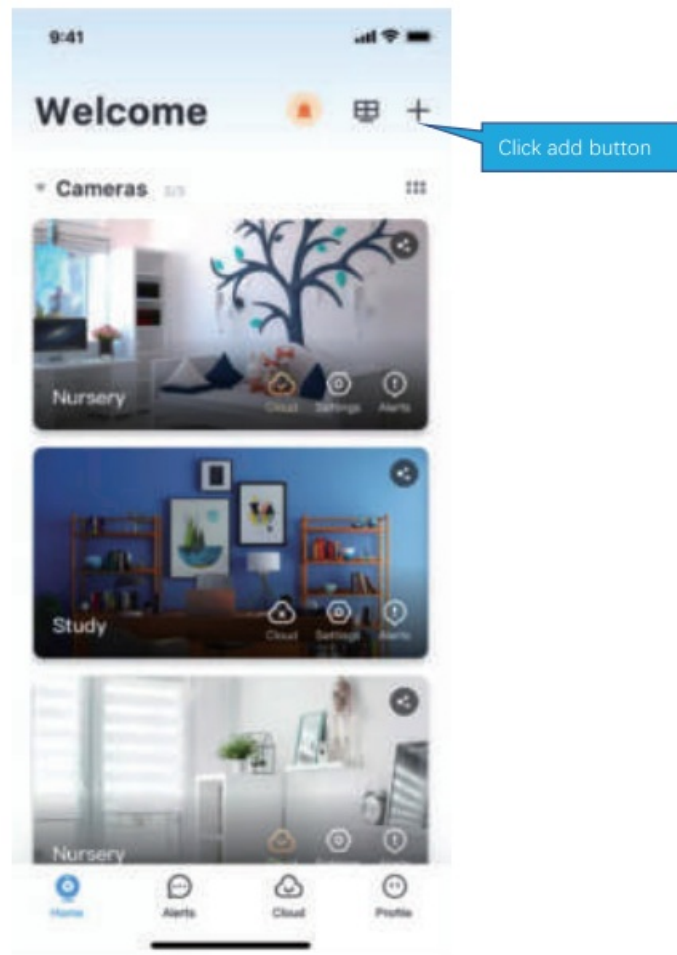 9:41
Welcome
Click add button
Cameras
Nursery
Cloud Settings Alerts
Study
Cloud Settings Alerts
Nursery
Home Alerts Cloud Profile